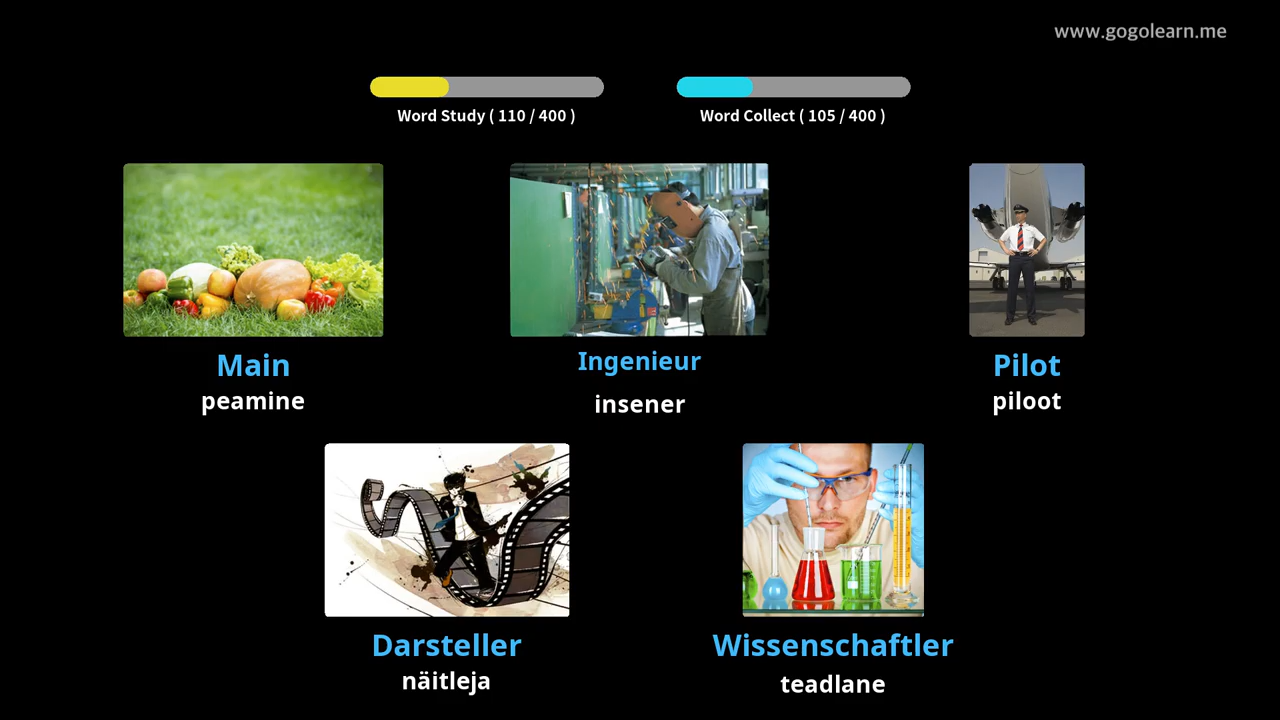 www.gogolearn.me
Word Study ( 110 / 400 )
Word Collect ( 105 / 400 )
Main
peamine
Ingenieur
insener
Pilot
piloot
Darsteller
näitleja
Wissenschaftler
teadlane